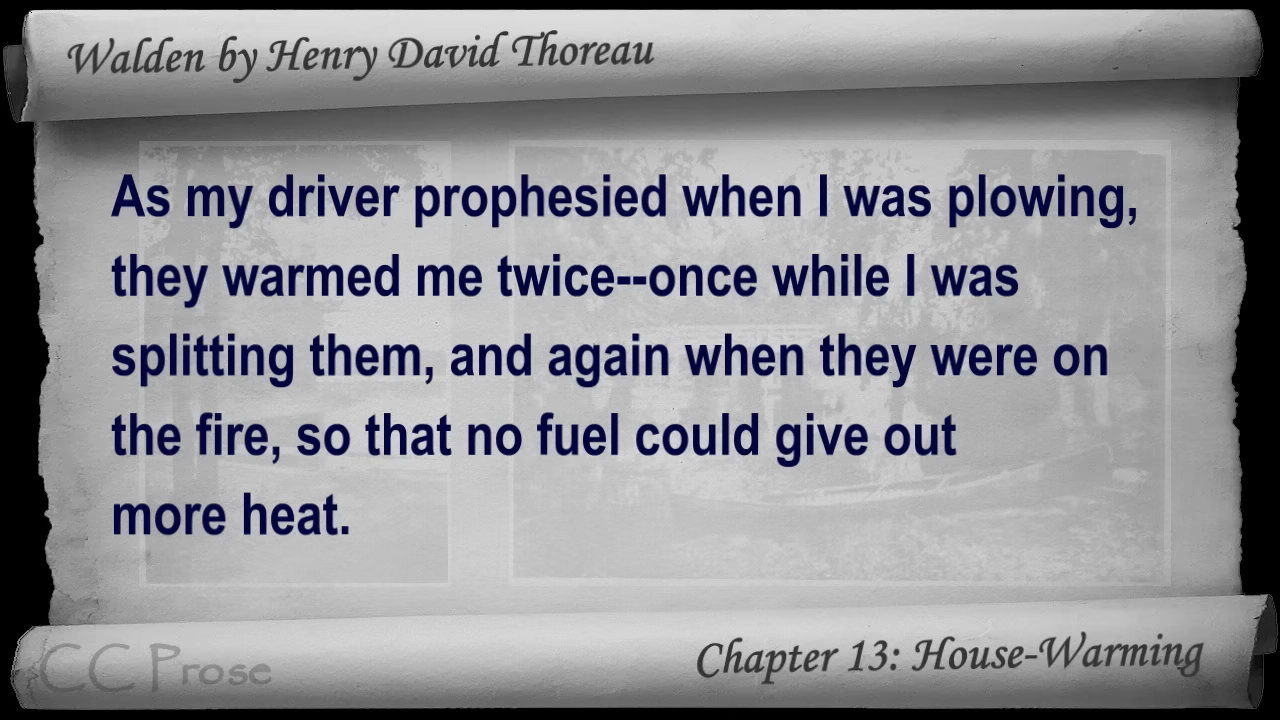 Walden by Henry David Thoreau
As my driver prophesied when I was plowing,
they warmed me twice--once while I was
splitting them, and again when they were on
the fire, so that no fuel could give out
more heat.
CC Prose
Chapter 13: House-Warming